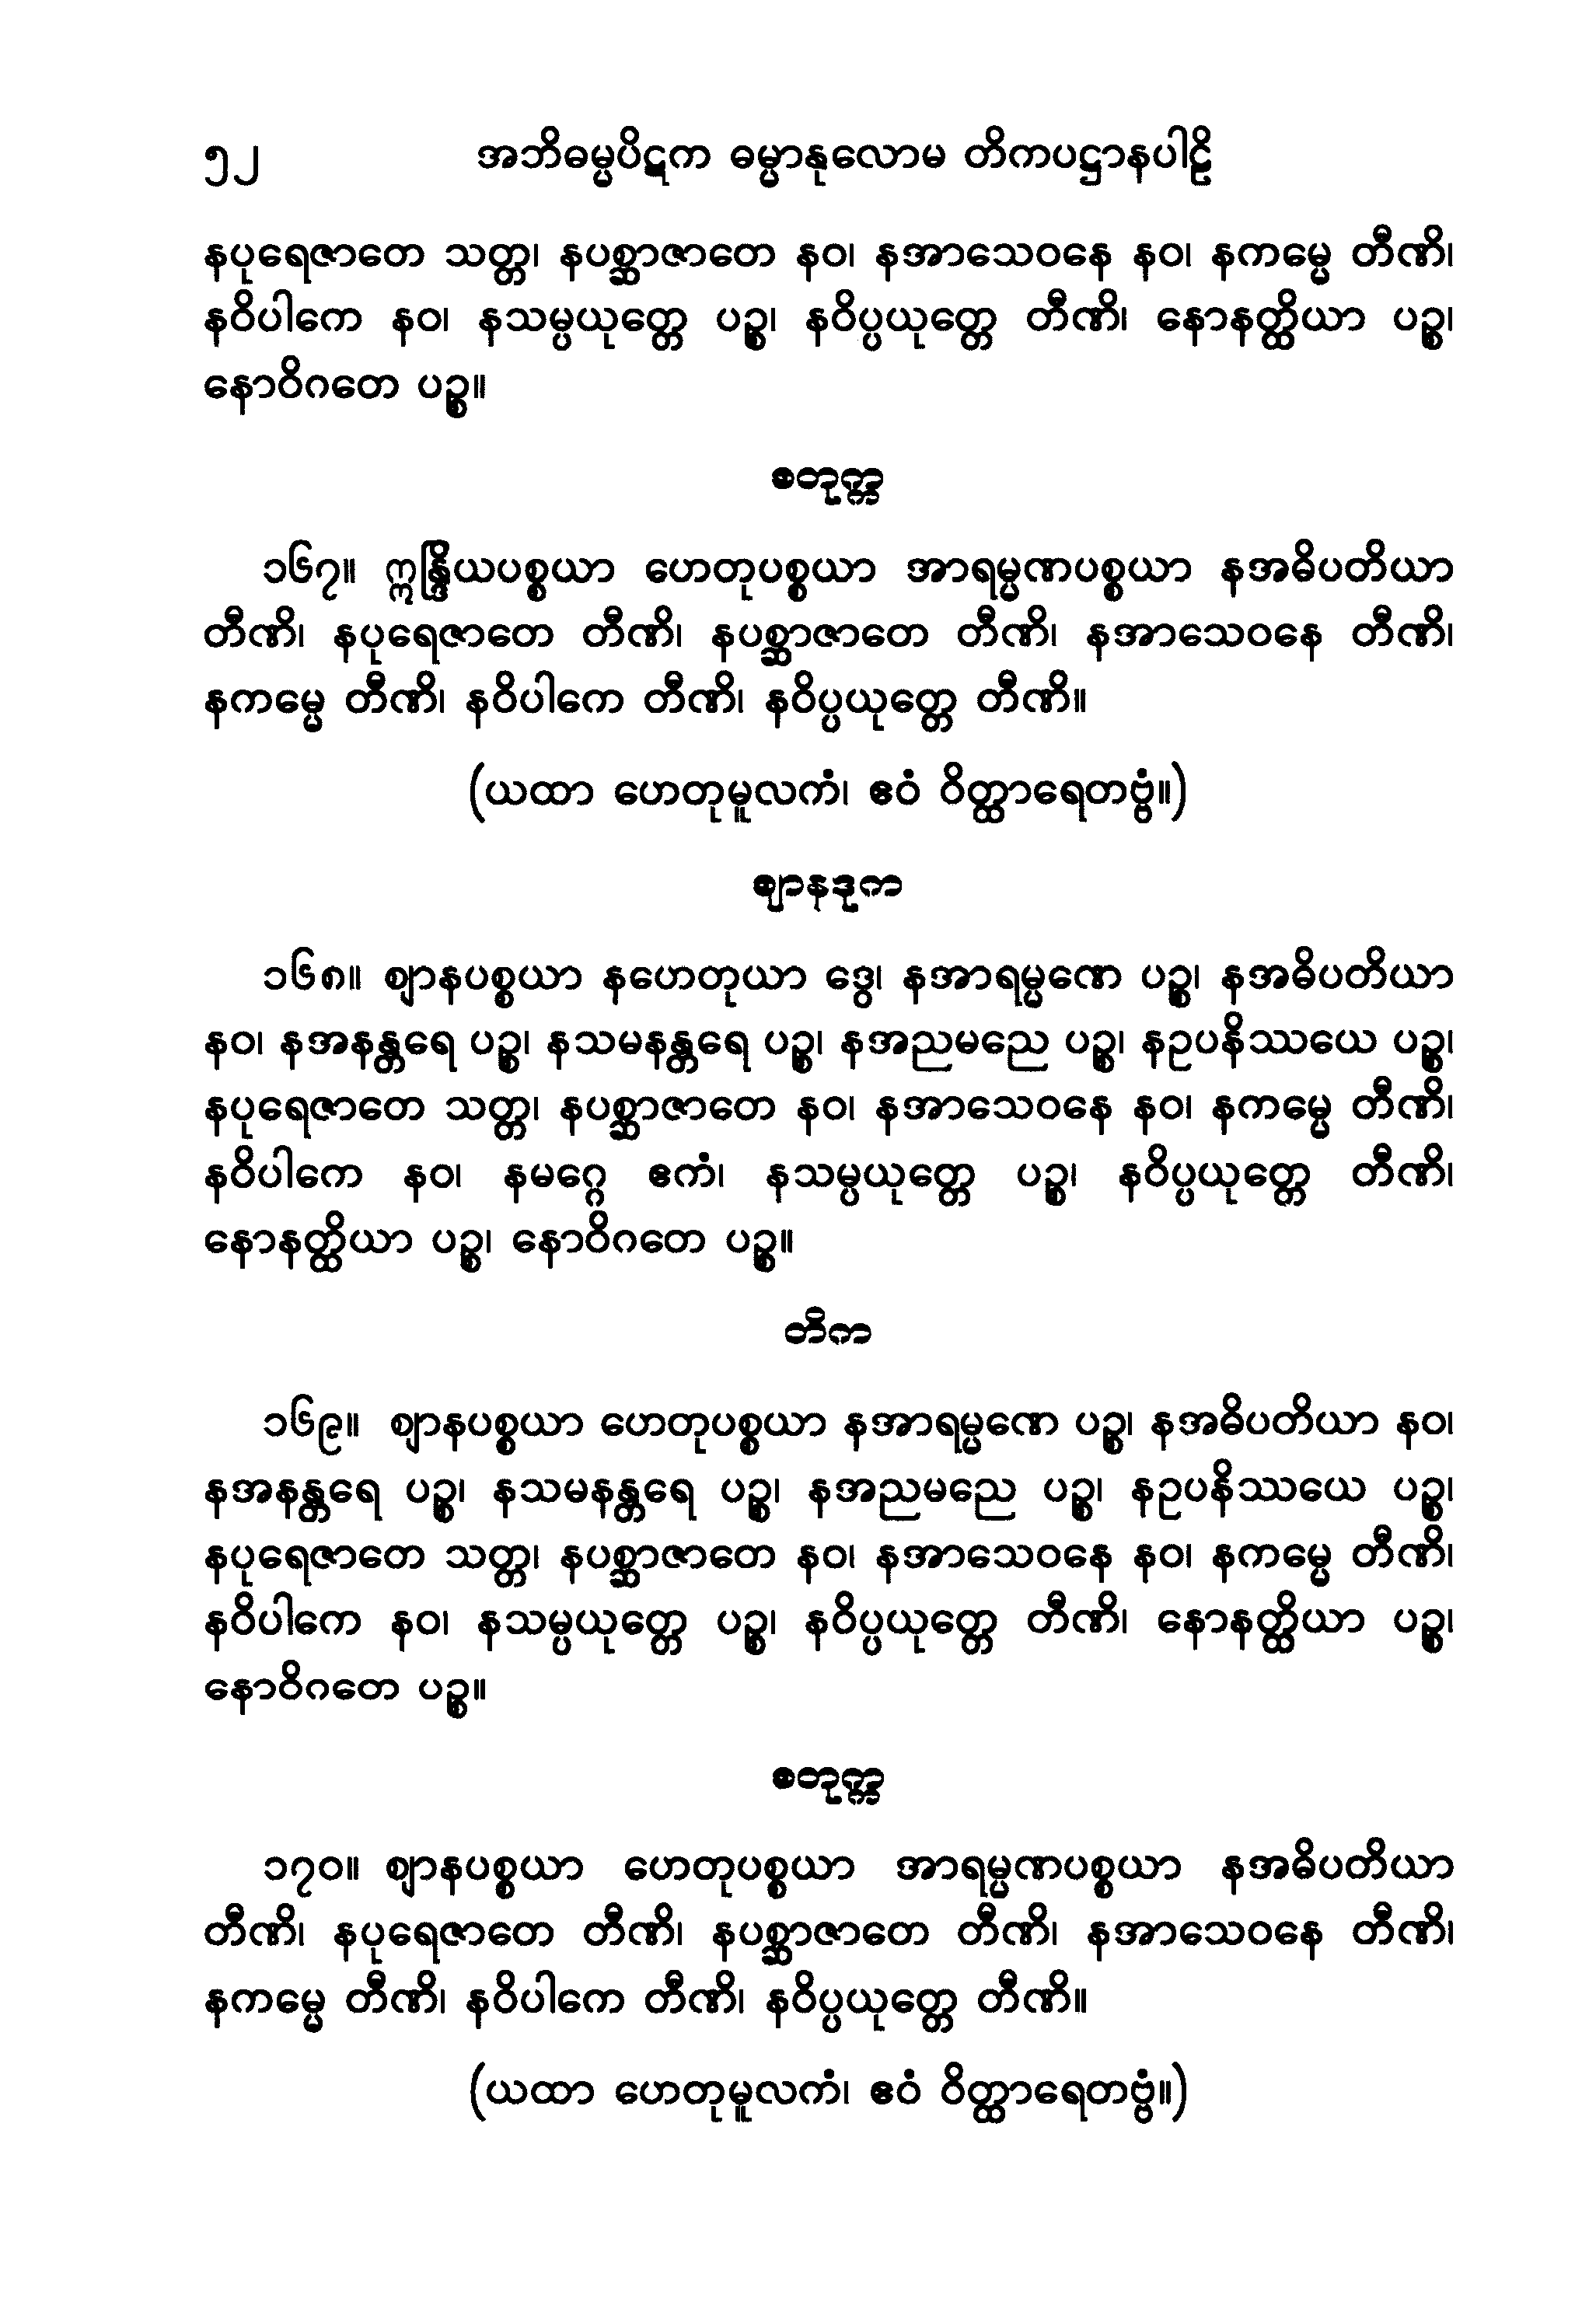 ၅၂ အဘိဓမ္မပိဋက ဓမ္မာနုလောမ တိကပဋ္ဌာနပါဠိ
နပုရေဇာတေ သတ္တ၊ နပစ္ဆာဇာတေ နဝ၊ နအာသေဝနေ နဝ၊ နကမ္မေ တီဏိ၊
နဝိပါကေ နဝ၊ နသမ္ပယုတ္တေ ပဉ္စ၊ နဝိပ္ပယုတ္တေ တီဏိ၊ နောနတ္ထိယာ ပဉ္စ၊
နောဝိဂတေ ပဉ္စ။
စတုက္က
၁၆၇။ ဣန္ဒြိယပစ္စယာ ဟေတုပစ္စယာ အာရမ္မဏပစ္စယာ နအဓိပတိယာ
တီဏိ၊ နပုရေဇာတေ တီဏိ၊ နပစ္ဆာဇာတေ တီဏိ၊ နအာသေဝနေ တီဏိ၊
နကမ္မေ တီဏိ၊ နဝိပါကေ တီဏိ၊ နဝိပ္ပယုတ္တေ တီဏိ။
(ယထာ ဟေတုမူလကံ၊ ဧဝံ ဝိတ္ထာရေတဗ္ဗံ။)
ဈာနဒုက
၁၆၈။ ဈာနပစ္စယာ နဟေတုယာ ဒွေ၊ နအာရမ္မဏေ ပဉ္စ၊ နအဓိပတိယာ
နဝ၊ နအနန္တရေ ပဉ္စ၊ နသမနန္တရေ ပဉ္စ၊ နအညမညေ ပဉ္စ၊ နဥပနိဿယေ ပဉ္စ၊
နပုရေဇာတေ သတ္တ၊ နပစ္ဆာဇာတေ နဝ၊ နအာသေဝနေ နဝ၊ နကမ္မေ တီဏိ၊
နဝိပါကေ နဝ၊ နမဂ္ဂေ ဧကံ၊ နသမ္ပယုတ္တေ ပဉ္စ၊ နဝိပ္ပယုတ္တေ တီဏိ၊
နောနတ္ထိယာ ပဉ္စ၊ နောဝိဂတေ ပဉ္စ။
တိက
၁၆၉။ ဈာနပစ္စယာ ဟေတုပစ္စယာ နအာရမ္မဏေ ပဉ္စ၊ နအဓိပတိယာ နဝ၊
နအနန္တရေ ပဉ္စ၊ နသမနန္တရေ ပဉ္စ၊ နအညမညေ ပဉ္စ၊ နဥပနိဿယေ ပဉ္စ၊
နပုရေဇာတေ သတ္တ၊ နပစ္ဆာဇာတေ နဝ၊ နအာသေဝနေ နဝ၊ နကမ္မေ တီဏိ၊
နဝိပါကေ နဝ၊ နသမ္ပယုတ္တေ ပဉ္စ၊ နဝိပ္ပယုတ္တေ တီဏိ၊ နောနတ္ထိယာ ပဉ္စ၊
နောဝိဂတေ ပဉ္စ။
စတုက္က
၁၇၀။ ဈာနပစ္စယာ ဟေတုပစ္စယာ အာရမ္မဏပစ္စယာ နအဓိပတိယာ
တီဏိ၊ နပုရေဇာတေ တီဏိ၊ နပစ္ဆာဇာတေ တီဏိ၊ နအာသေဝနေ တီဏိ၊
နကမ္မေ တီဏိ၊ နဝိပါကေ တီဏိ၊ နဝိပ္ပယုတ္တေ တီဏိ။
(ယထာ ဟေတုမူလကံ၊ ဧဝံ ဝိတ္ထာရေတဗ္ဗံ။)